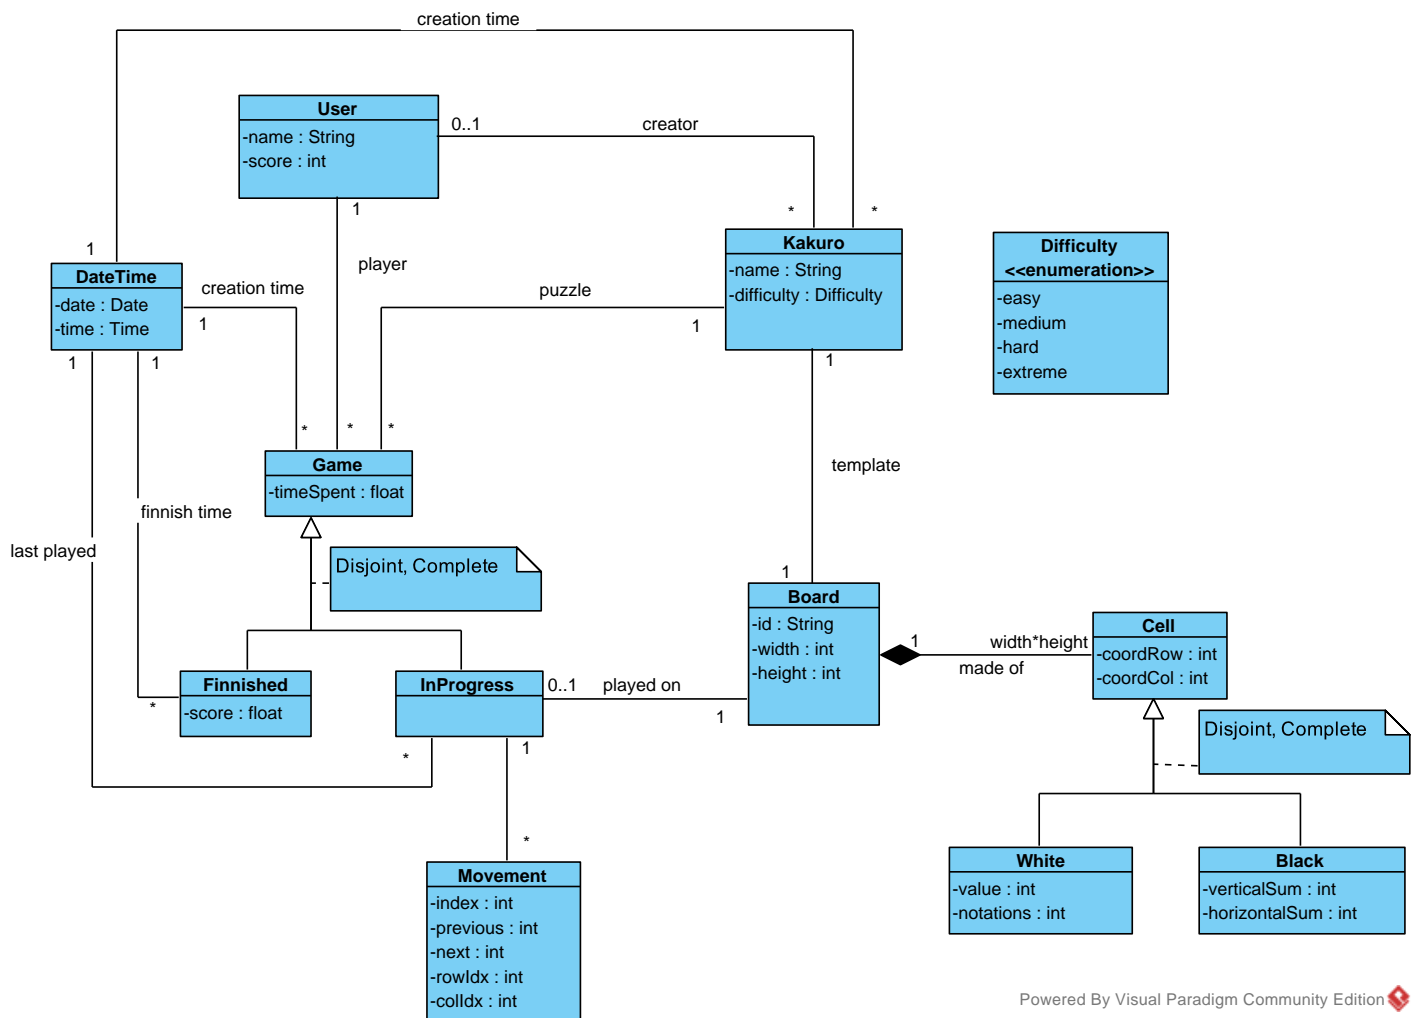 creation time
User
-name : String
-score : int
0..1
creator
1
*
*
Kakuro
-name : String
-difficulty : Difficulty
1
1
Difficulty
<<enumeration>>
-easy
-medium
-hard
-extreme
1
DateTime
-date : Date
-time : Time
1
1
creation time
1
player
puzzle
*
*
*
Game
-timeSpent : float
template
finnish time
last played
Disjoint, Complete
1
Board
-id : String
-width : int
-height : int
1
width*height
made of
Cell
-coordRow : int
-coordCol : int
Finnished
-score : float
*
InProgress
0..1
played on
1
*
1
Disjoint, Complete
*
Movement
-index : int
-previous : int
-next : int
-rowIdx : int
-colIdx : int
White
-value : int
-notations : int
Black
-verticalSum : int
-horizontalSum : int
Powered By Visual Paradigm Community Edition